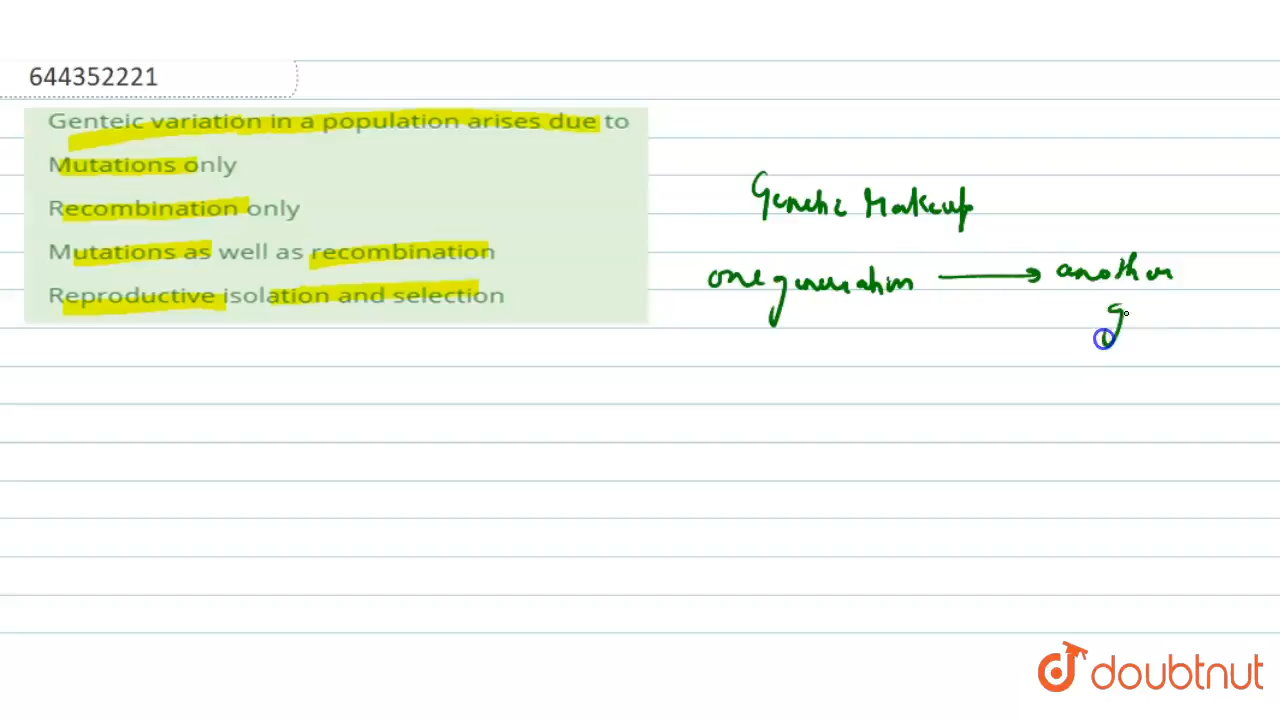 644352221
Genteic variation in a population arises due to
Mutations only
Recombination only
Mutations as well as recombination
Reproductive isolation and selection
Genetic Makeup
one generation → another
g
doubtnut